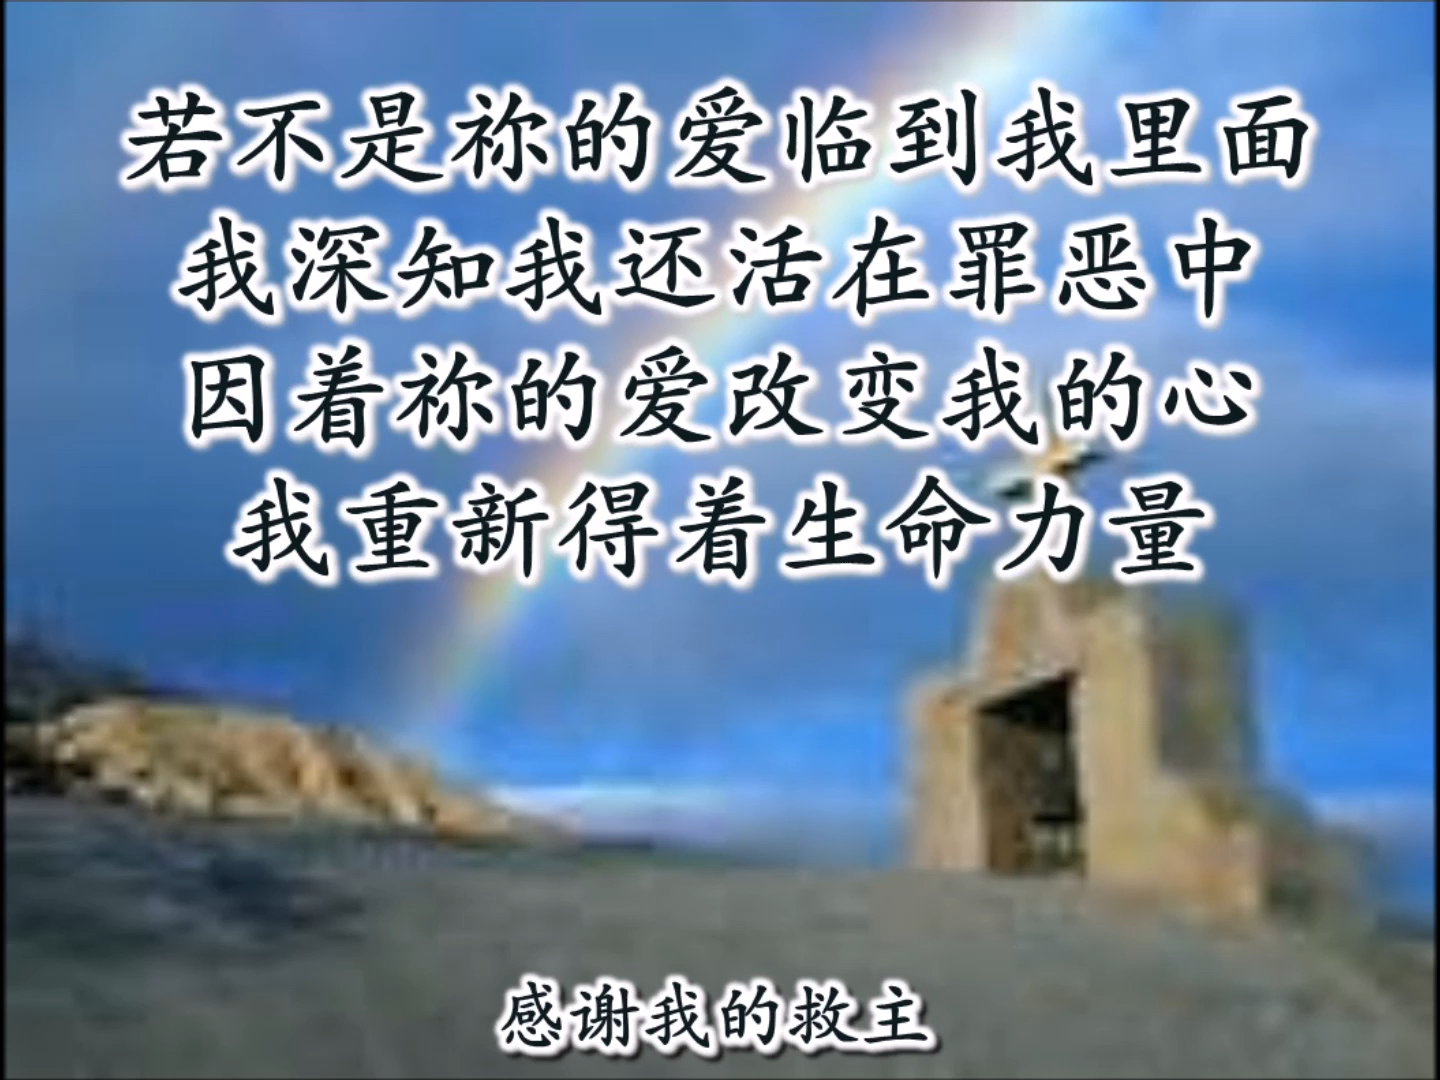 若不是祢的爱临到我里面
我深知我还活在罪恶中
因着祢的爱改变我的心
我重新得着生命力量
感谢我的救主